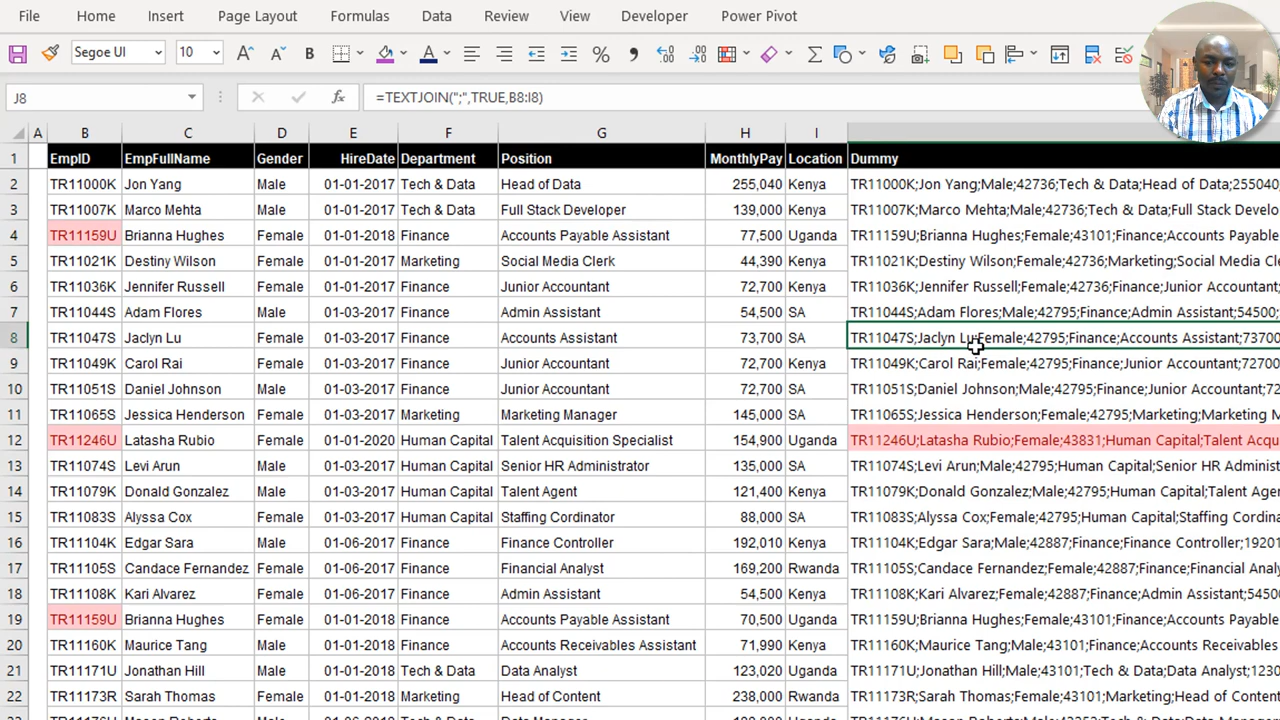 File Home Insert Page Layout Formulas Data Review View Developer Power Pivot
Segoe UI 10
J8 =TEXTJOIN(";",TRUE,B8:I8)
A B C D E F G H I
1 EmpID EmpFullName Gender HireDate Department Position MonthlyPay Location Dummy
2 TR11000K Jon Yang Male 01-01-2017 Tech & Data Head of Data 255,040 Kenya TR11000K;Jon Yang;Male;42736;Tech & Data;Head of Data;255040
3 TR11007K Marco Mehta Male 01-01-2017 Tech & Data Full Stack Developer 139,000 Kenya TR11007K;Marco Mehta;Male;42736;Tech & Data;Full Stack Develo
4 TR11159U Brianna Hughes Female 01-01-2018 Finance Accounts Payable Assistant 77,500 Uganda TR11159U;Brianna Hughes;Female;43101;Finance;Accounts Payable
5 TR11021K Destiny Wilson Female 01-01-2017 Marketing Social Media Clerk 44,390 Kenya TR11021K;Destiny Wilson;Female;42736;Marketing;Social Media Cle
6 TR11036K Jennifer Russell Female 01-01-2017 Finance Junior Accountant 72,700 Kenya TR11036K;Jennifer Russell;Female;42736;Finance;Junior Accountant;
7 TR11044S Adam Flores Male 01-03-2017 Finance Admin Assistant 54,500 SA TR11044S;Adam Flores;Male;42795;Finance;Admin Assistant;54500;
8 TR11047S Jaclyn Lu Female 01-03-2017 Finance Accounts Assistant 73,700 SA TR11047S;Jaclyn Lu;Female;42795;Finance;Accounts Assistant;73700
9 TR11049K Carol Rai Female 01-03-2017 Finance Junior Accountant 72,700 Kenya TR11049K;Carol Rai;Female;42795;Finance;Junior Accountant;72700
10 TR11051S Daniel Johnson Male 01-03-2017 Finance Junior Accountant 72,700 SA TR11051S;Daniel Johnson;Male;42795;Finance;Junior Accountant;72
11 TR11065S Jessica Henderson Female 01-03-2017 Marketing Marketing Manager 145,000 SA TR11065S;Jessica Henderson;Female;42795;Marketing;Marketing M
12 TR11246U Latasha Rubio Female 01-01-2020 Human Capital Talent Acquisition Specialist 154,900 Uganda TR11246U;Latasha Rubio;Female;43831;Human Capital;Talent Acqu
13 TR11074S Levi Arun Male 01-03-2017 Human Capital Senior HR Administrator 135,000 SA TR11074S;Levi Arun;Male;42795;Human Capital;Senior HR Administ
14 TR11079K Donald Gonzalez Male 01-03-2017 Human Capital Talent Agent 121,400 Kenya TR11079K;Donald Gonzalez;Male;42795;Human Capital;Talent Agen
15 TR11083S Alyssa Cox Female 01-03-2017 Human Capital Staffing Cordinator 88,000 SA TR11083S;Alyssa Cox;Female;42795;Human Capital;Staffing Cordina
16 TR11104K Edgar Sara Male 01-06-2017 Finance Finance Controller 192,010 Kenya TR11104K;Edgar Sara;Male;42887;Finance;Finance Controller;19201
17 TR11105S Candace Fernandez Female 01-06-2017 Finance Financial Analyst 169,200 Rwanda TR11105S;Candace Fernandez;Female;42887;Finance;Financial Analy
18 TR11108K Kari Alvarez Female 01-06-2017 Finance Admin Assistant 54,500 Kenya TR11108K;Kari Alvarez;Female;42887;Finance;Admin Assistant;54500
19 TR11159U Brianna Hughes Female 01-01-2018 Finance Accounts Payable Assistant 70,500 Uganda TR11159U;Brianna Hughes;Female;43101;Finance;Accounts Payable
20 TR11160K Maurice Tang Male 01-01-2018 Finance Accounts Receivables Assistant 71,990 Kenya TR11160K;Maurice Tang;Male;43101;Finance;Accounts Receivables
21 TR11171U Jonathan Hill Male 01-01-2018 Tech & Data Data Analyst 123,020 Uganda TR11171U;Jonathan Hill;Male;43101;Tech & Data;Data Analyst;1230
22 TR11173R Sarah Thomas Female 01-01-2018 Marketing Head of Content 238,000 Rwanda TR11173R;Sarah Thomas;Female;43101;Marketing;Head of Content